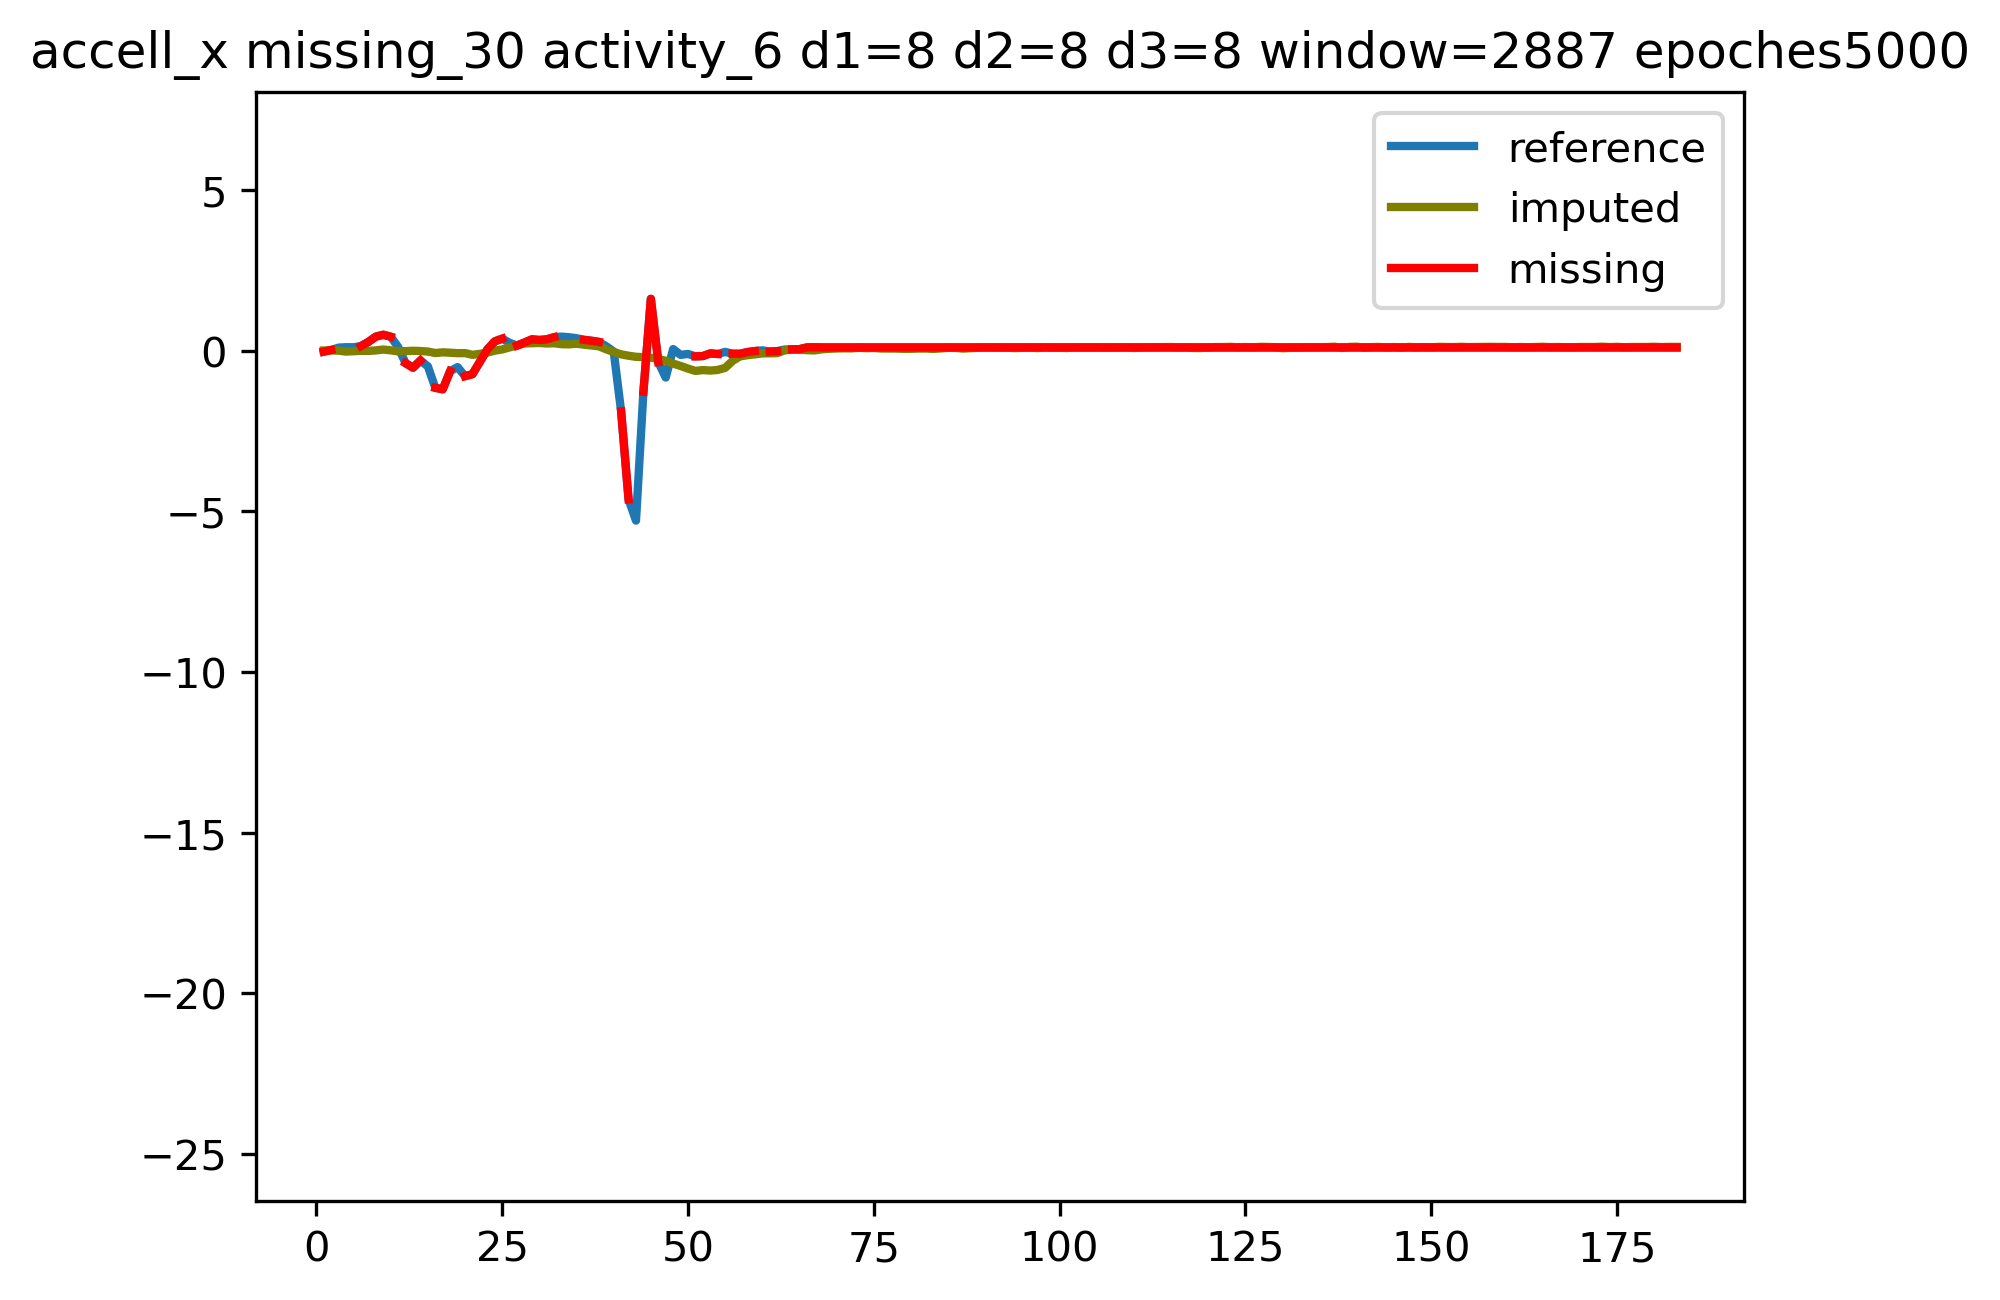 accell_x missing_30 activity_6 d1=8 d2=8 d3=8 window=2887 epoches5000
reference
imputed
missing
5
0
−5
−10
−15
−20
−25
0 25 50 75 100 125 150 175